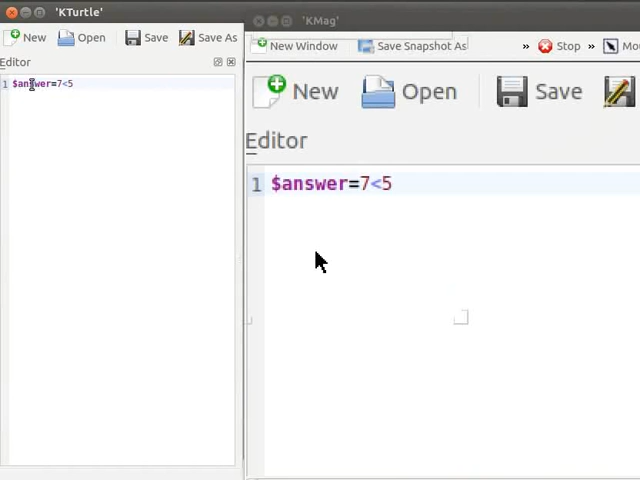 'KTurtle'
New Open Save Save As
Editor
1 $answer=7<5
'KMag'
New Window Save Snapshot As » Stop » Mou
New Open Save
Editor
1 $answer=7<5